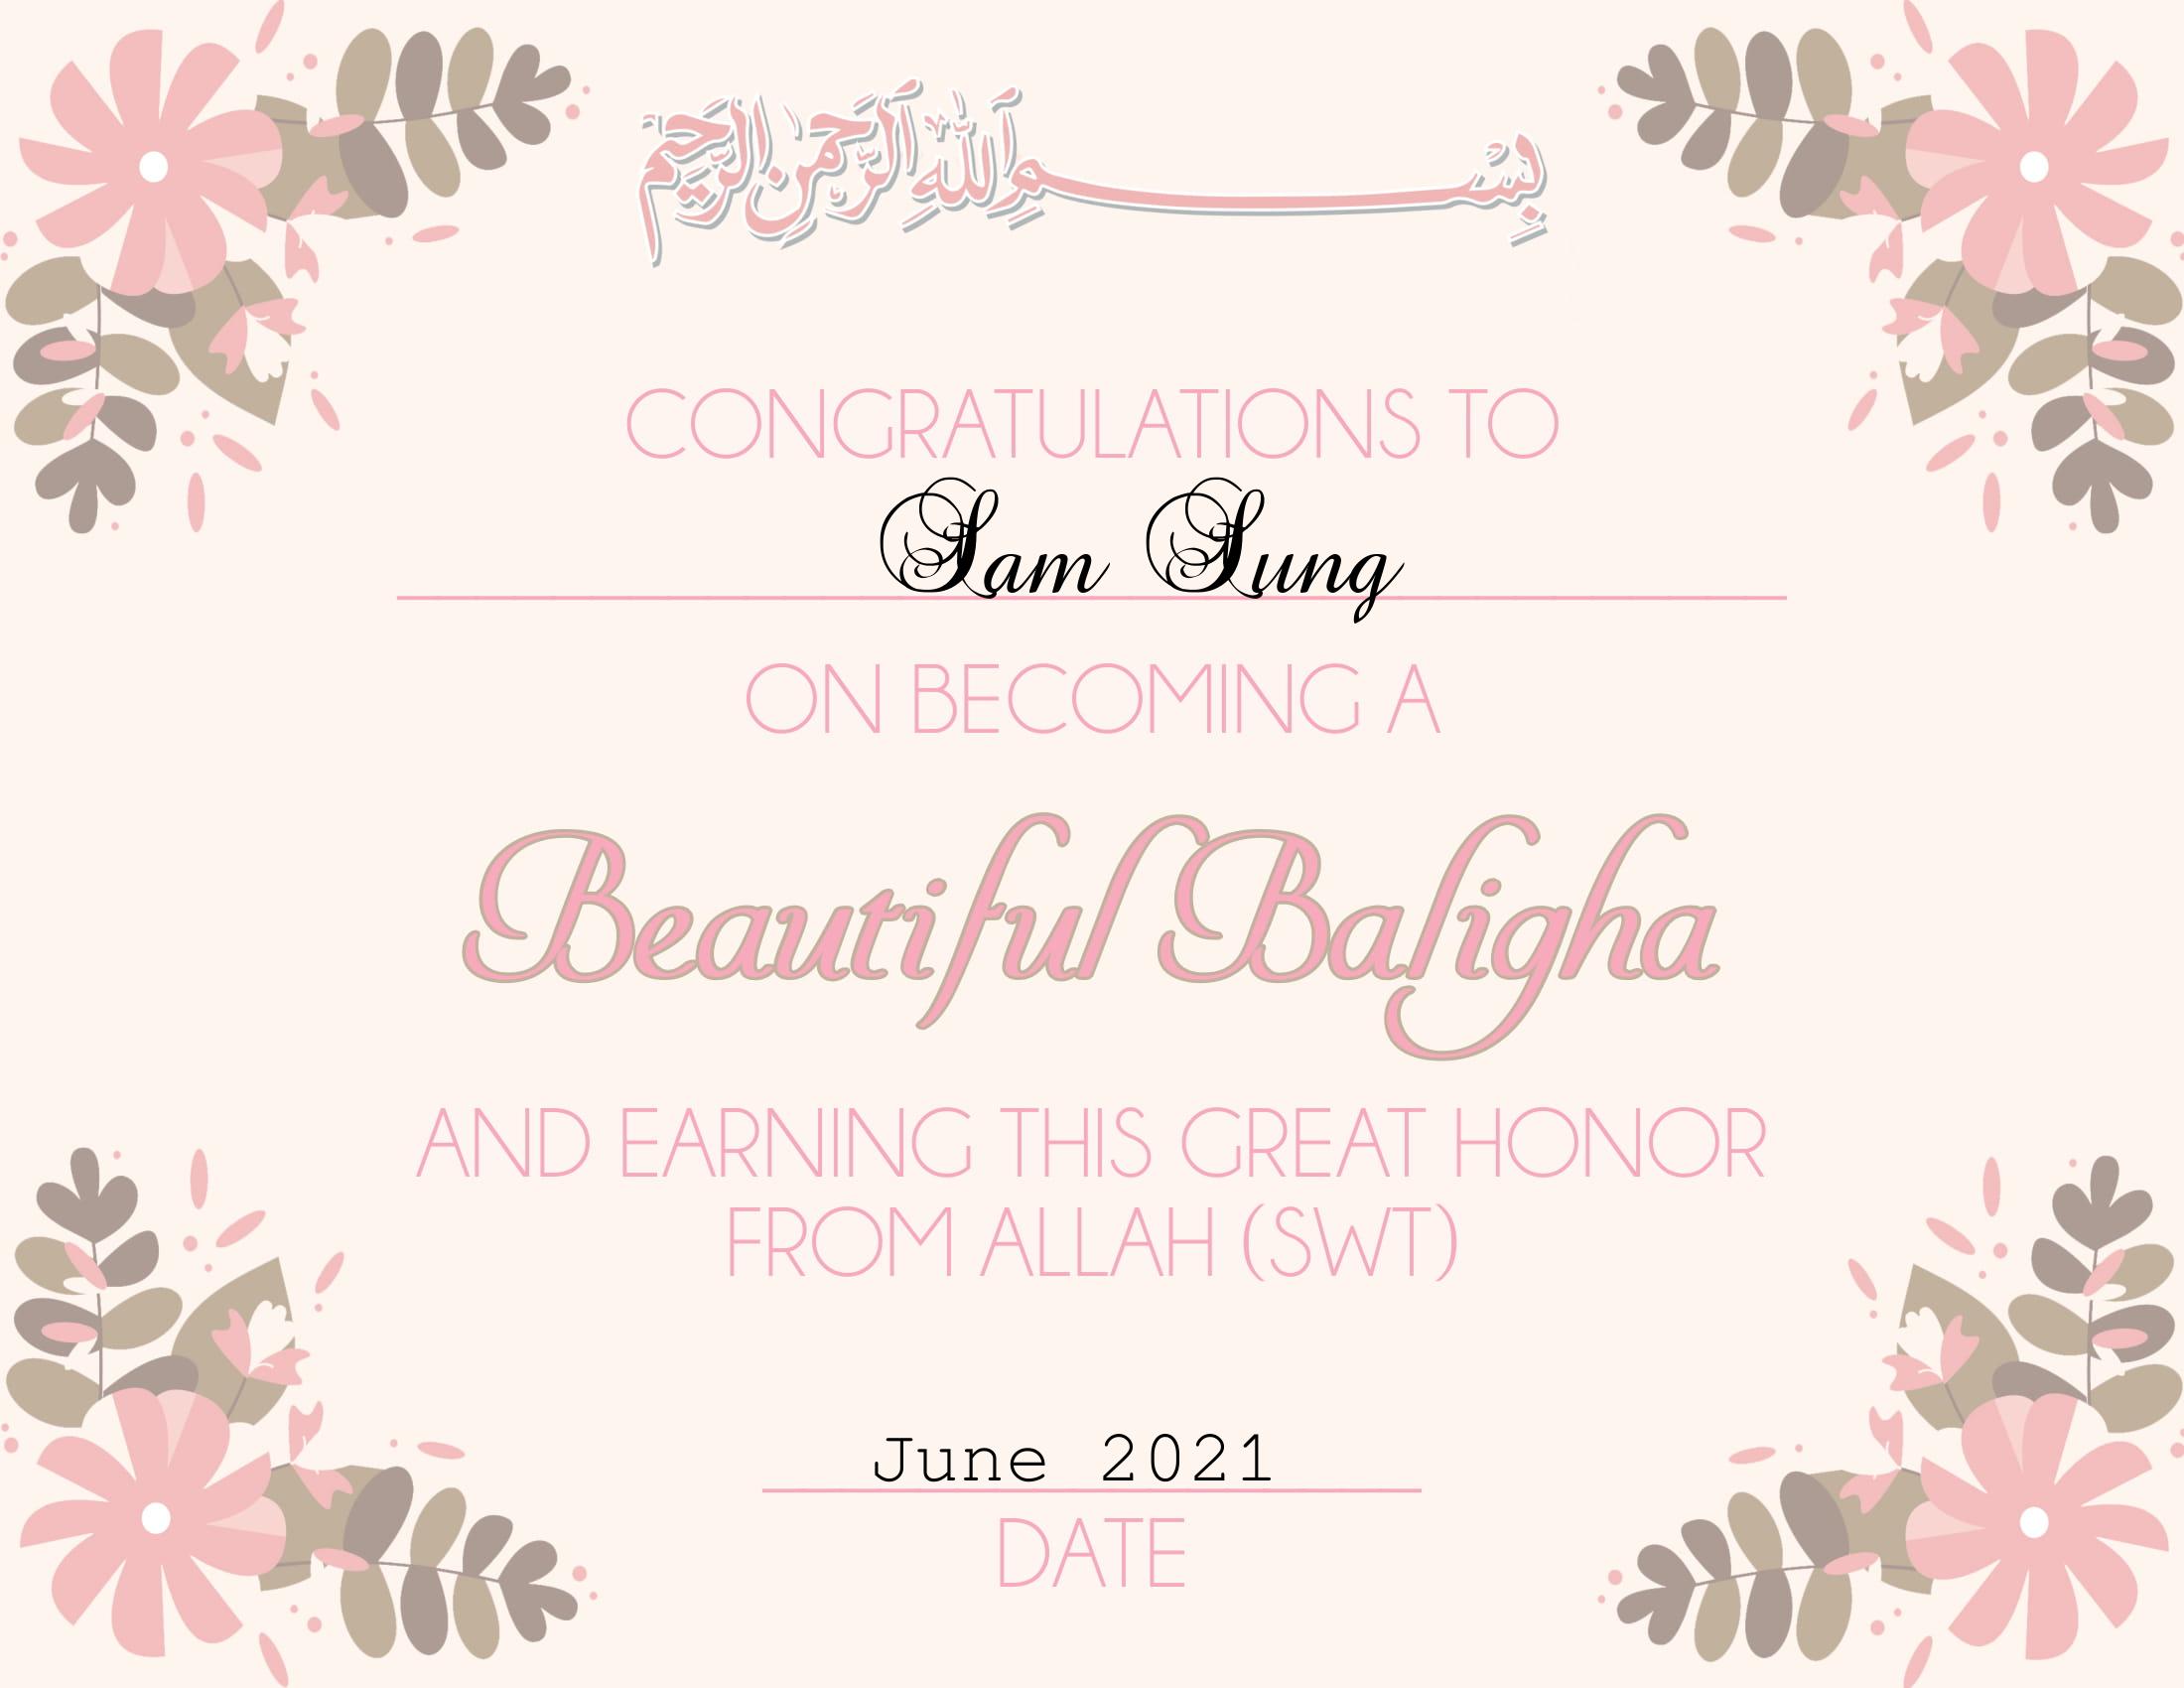 بِسْمِ اللهِ الرَّحْمٰنِ الرَّحِيْمِ
CONGRATULATIONS TO
Sam Sung
ON BECOMING A
Beautiful Baligha
AND EARNING THIS GREAT HONOR
FROM ALLAH (SWT)
June 2021
DATE